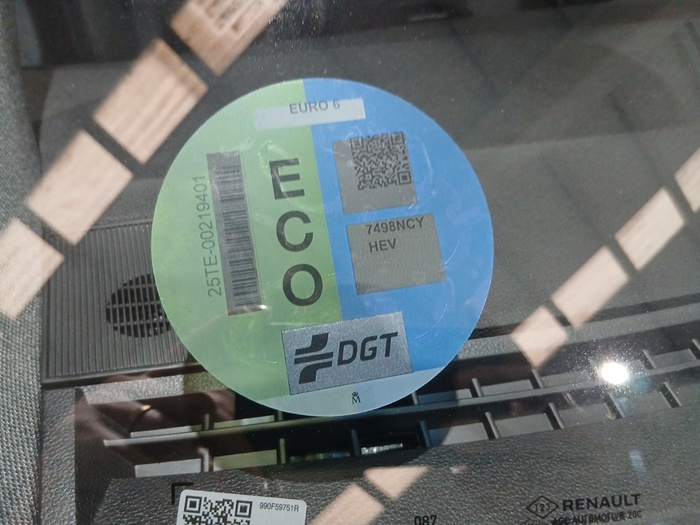 EURO 6
25TE-00219401
ECO
7498NCY
HEV
DGT
M
990F59751R
087
RENAULT